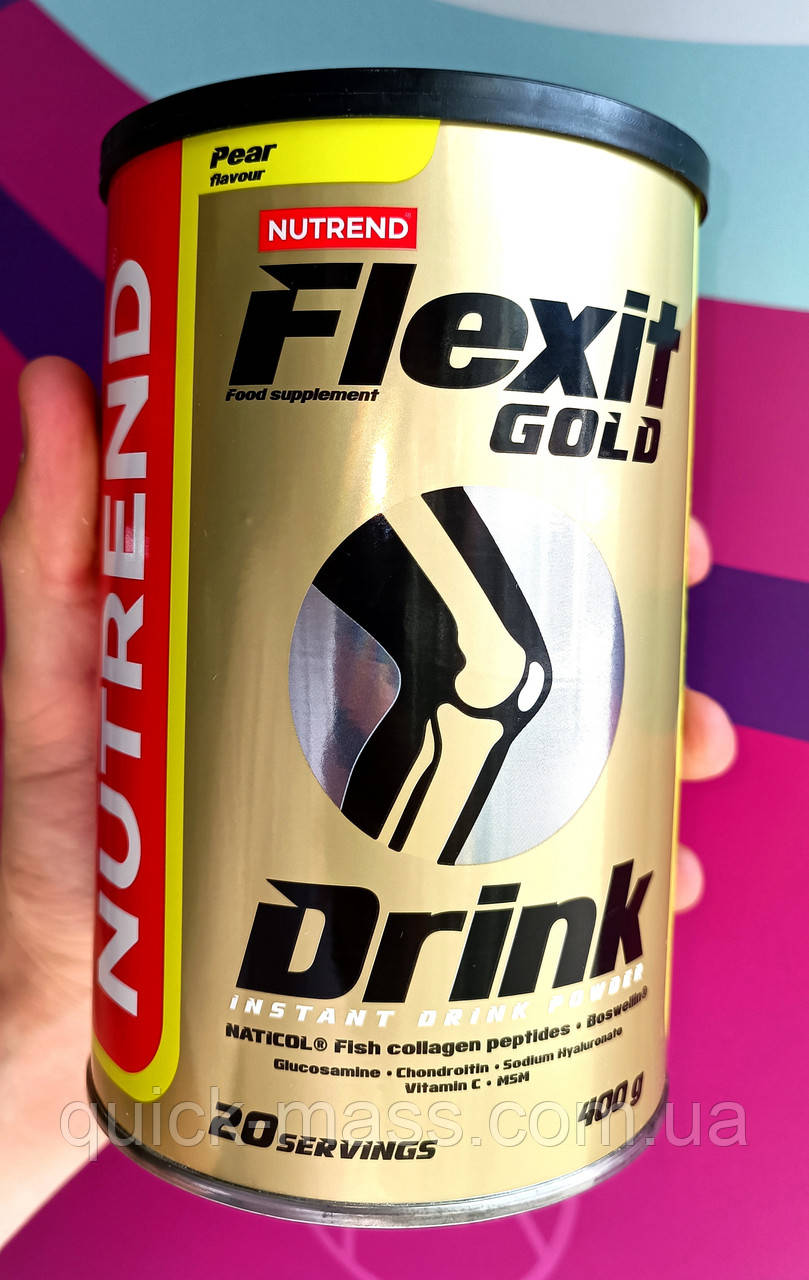 Pear
flavour
NUTREND
NUTREND
Flexit
Food supplement
GOLD
Drink
INSTANT DRINK POWDER
NATICOL® Fish collagen peptides • Boswellin®
Glucosamine • Chondroitin • Sodium Hyaluronate
Vitamin C • MSM
20 SERVINGS
400 g
quick-mass.com.ua